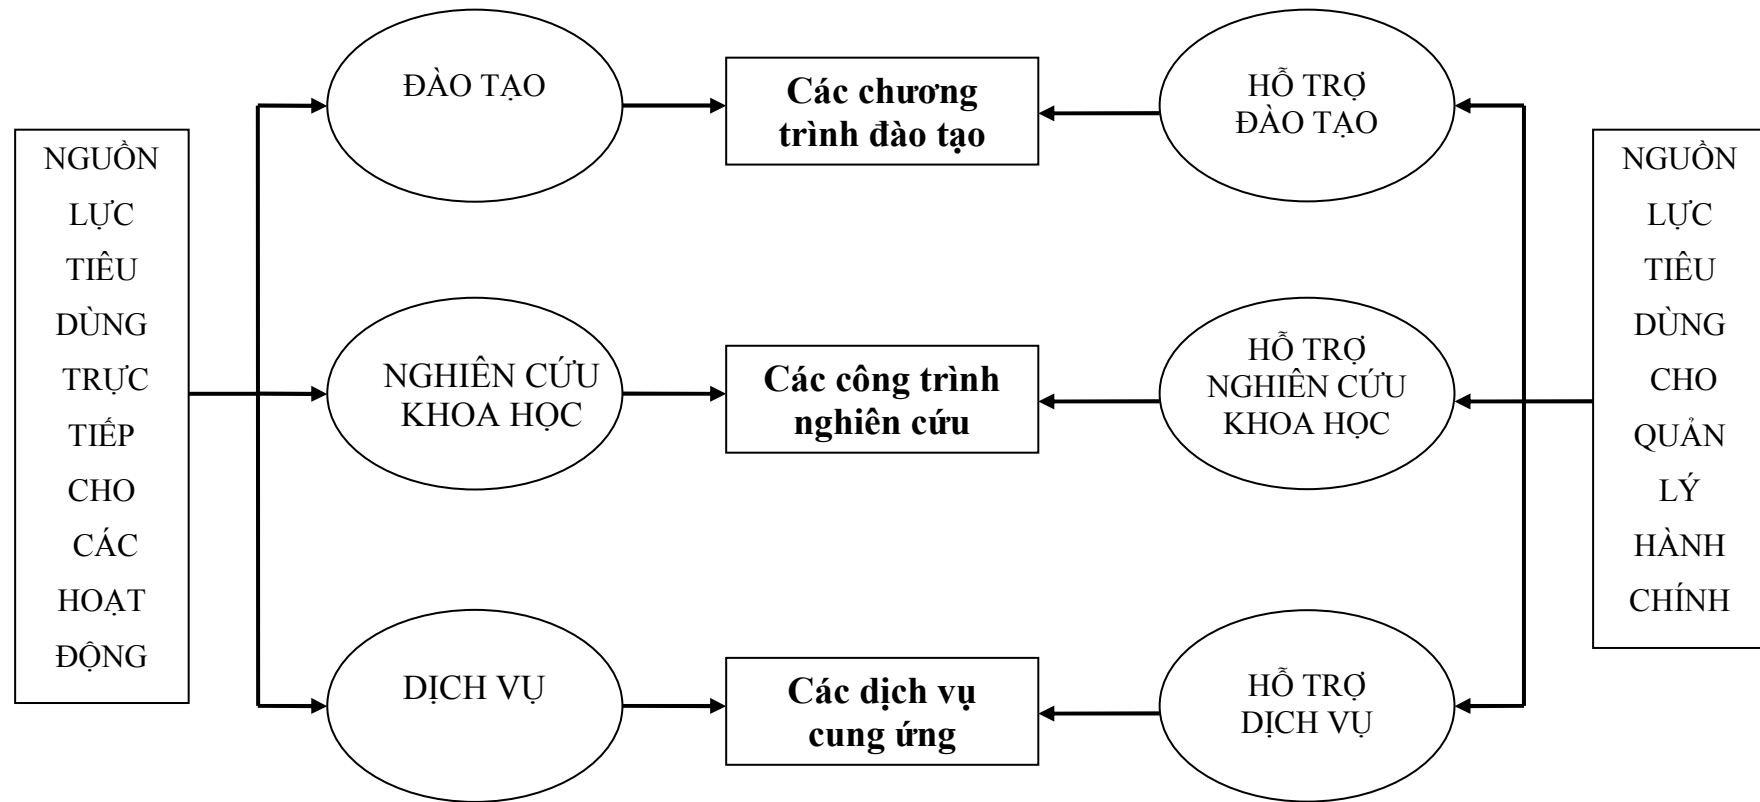 NGUỒN
LỰC
TIÊU
DÙNG
TRỰC
TIẾP
CHO
CÁC
HOẠT
ĐỘNG
ĐÀO TẠO
Các chương
trình đào tạo
HỖ TRỢ
ĐÀO TẠO
NGHIÊN CỨU
KHOA HỌC
Các công trình
nghiên cứu
HỖ TRỢ
NGHIÊN CỨU
KHOA HỌC
DỊCH VỤ
Các dịch vụ
cung ứng
HỖ TRỢ
DỊCH VỤ
NGUỒN
LỰC
TIÊU
DÙNG
CHO
QUẢN
LÝ
HÀNH
CHÍNH